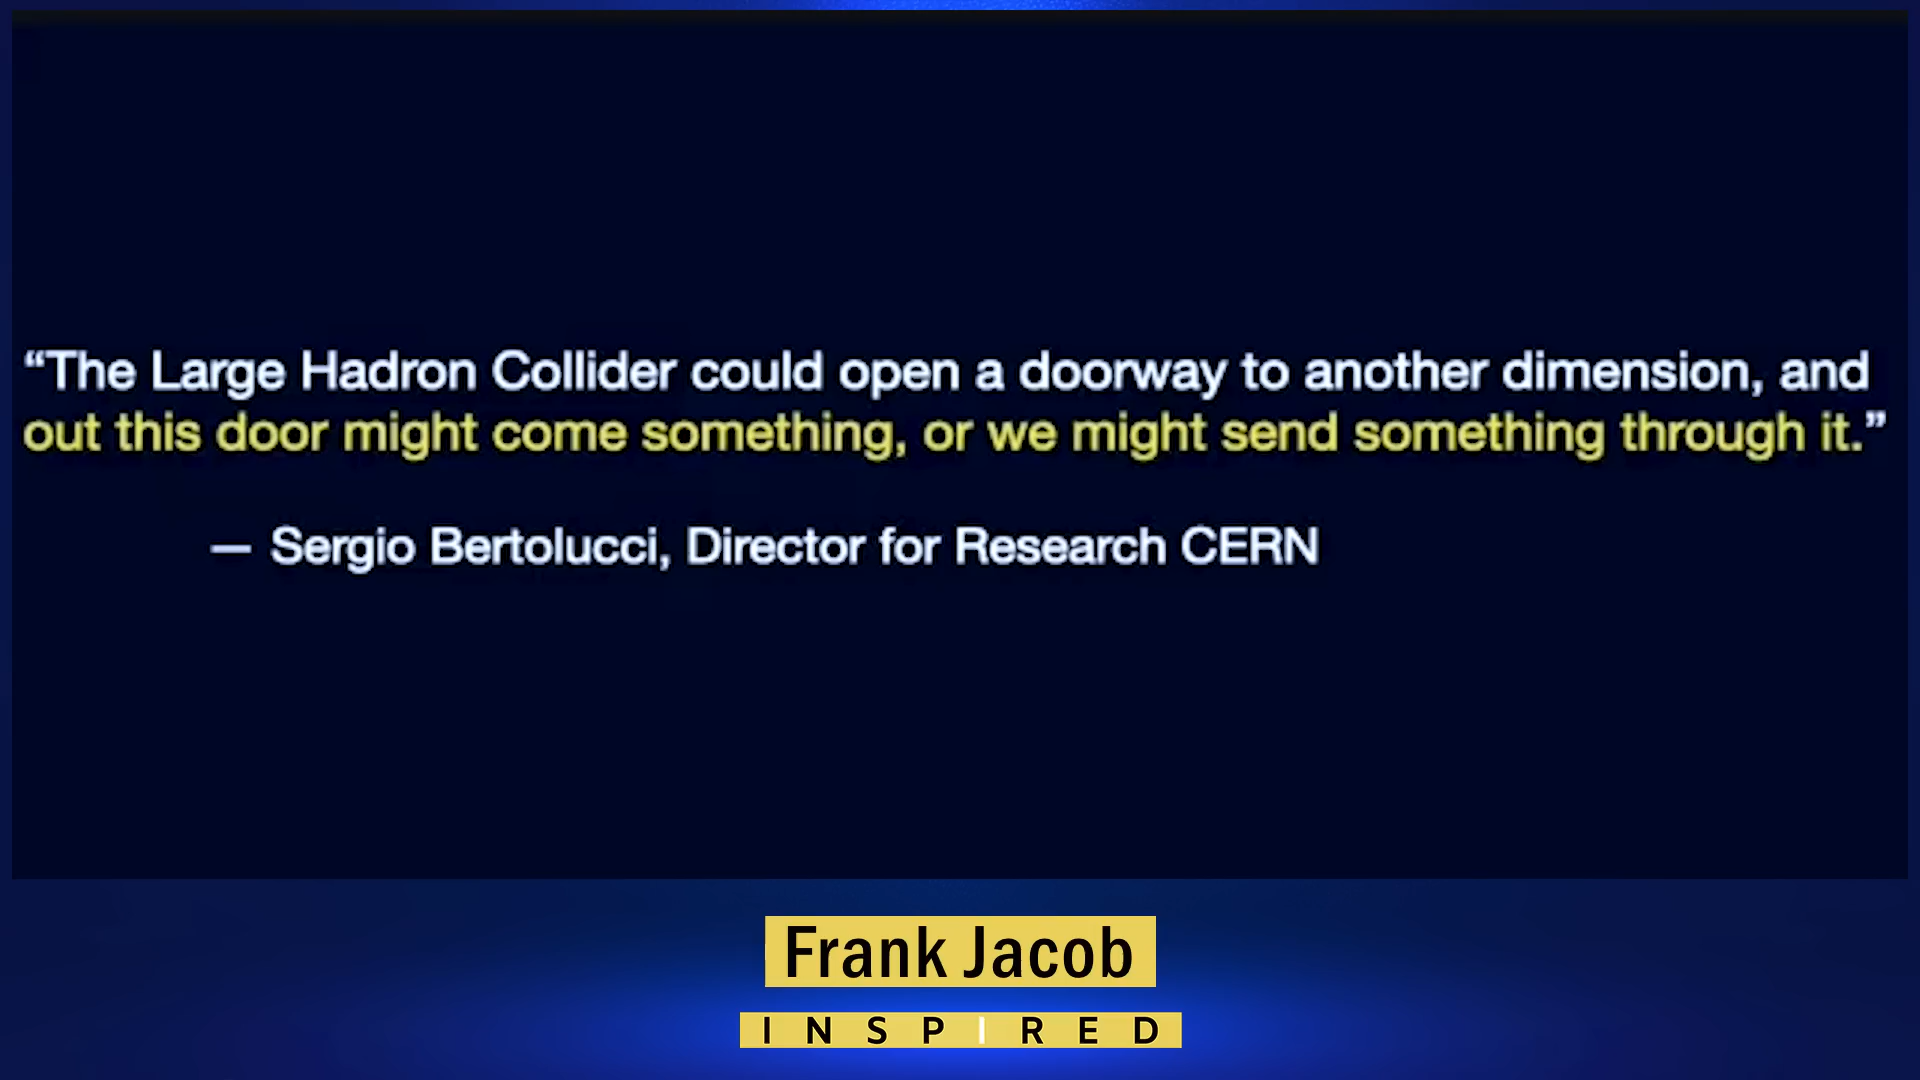 “The Large Hadron Collider could open a doorway to another dimension, and
out this door might come something, or we might send something through it.”
— Sergio Bertolucci, Director for Research CERN
Frank Jacob
INSPIRED